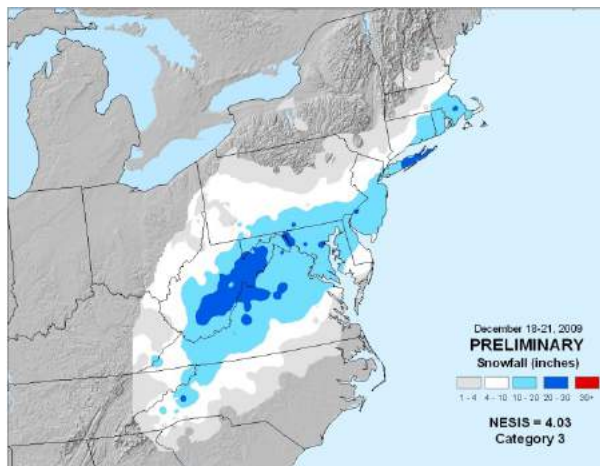 December 18-21, 2009
PRELIMINARY
Snowfall (inches)
1 - 4 4 - 10 10 - 20 20 - 30 30+
NESIS = 4.03
Category 3